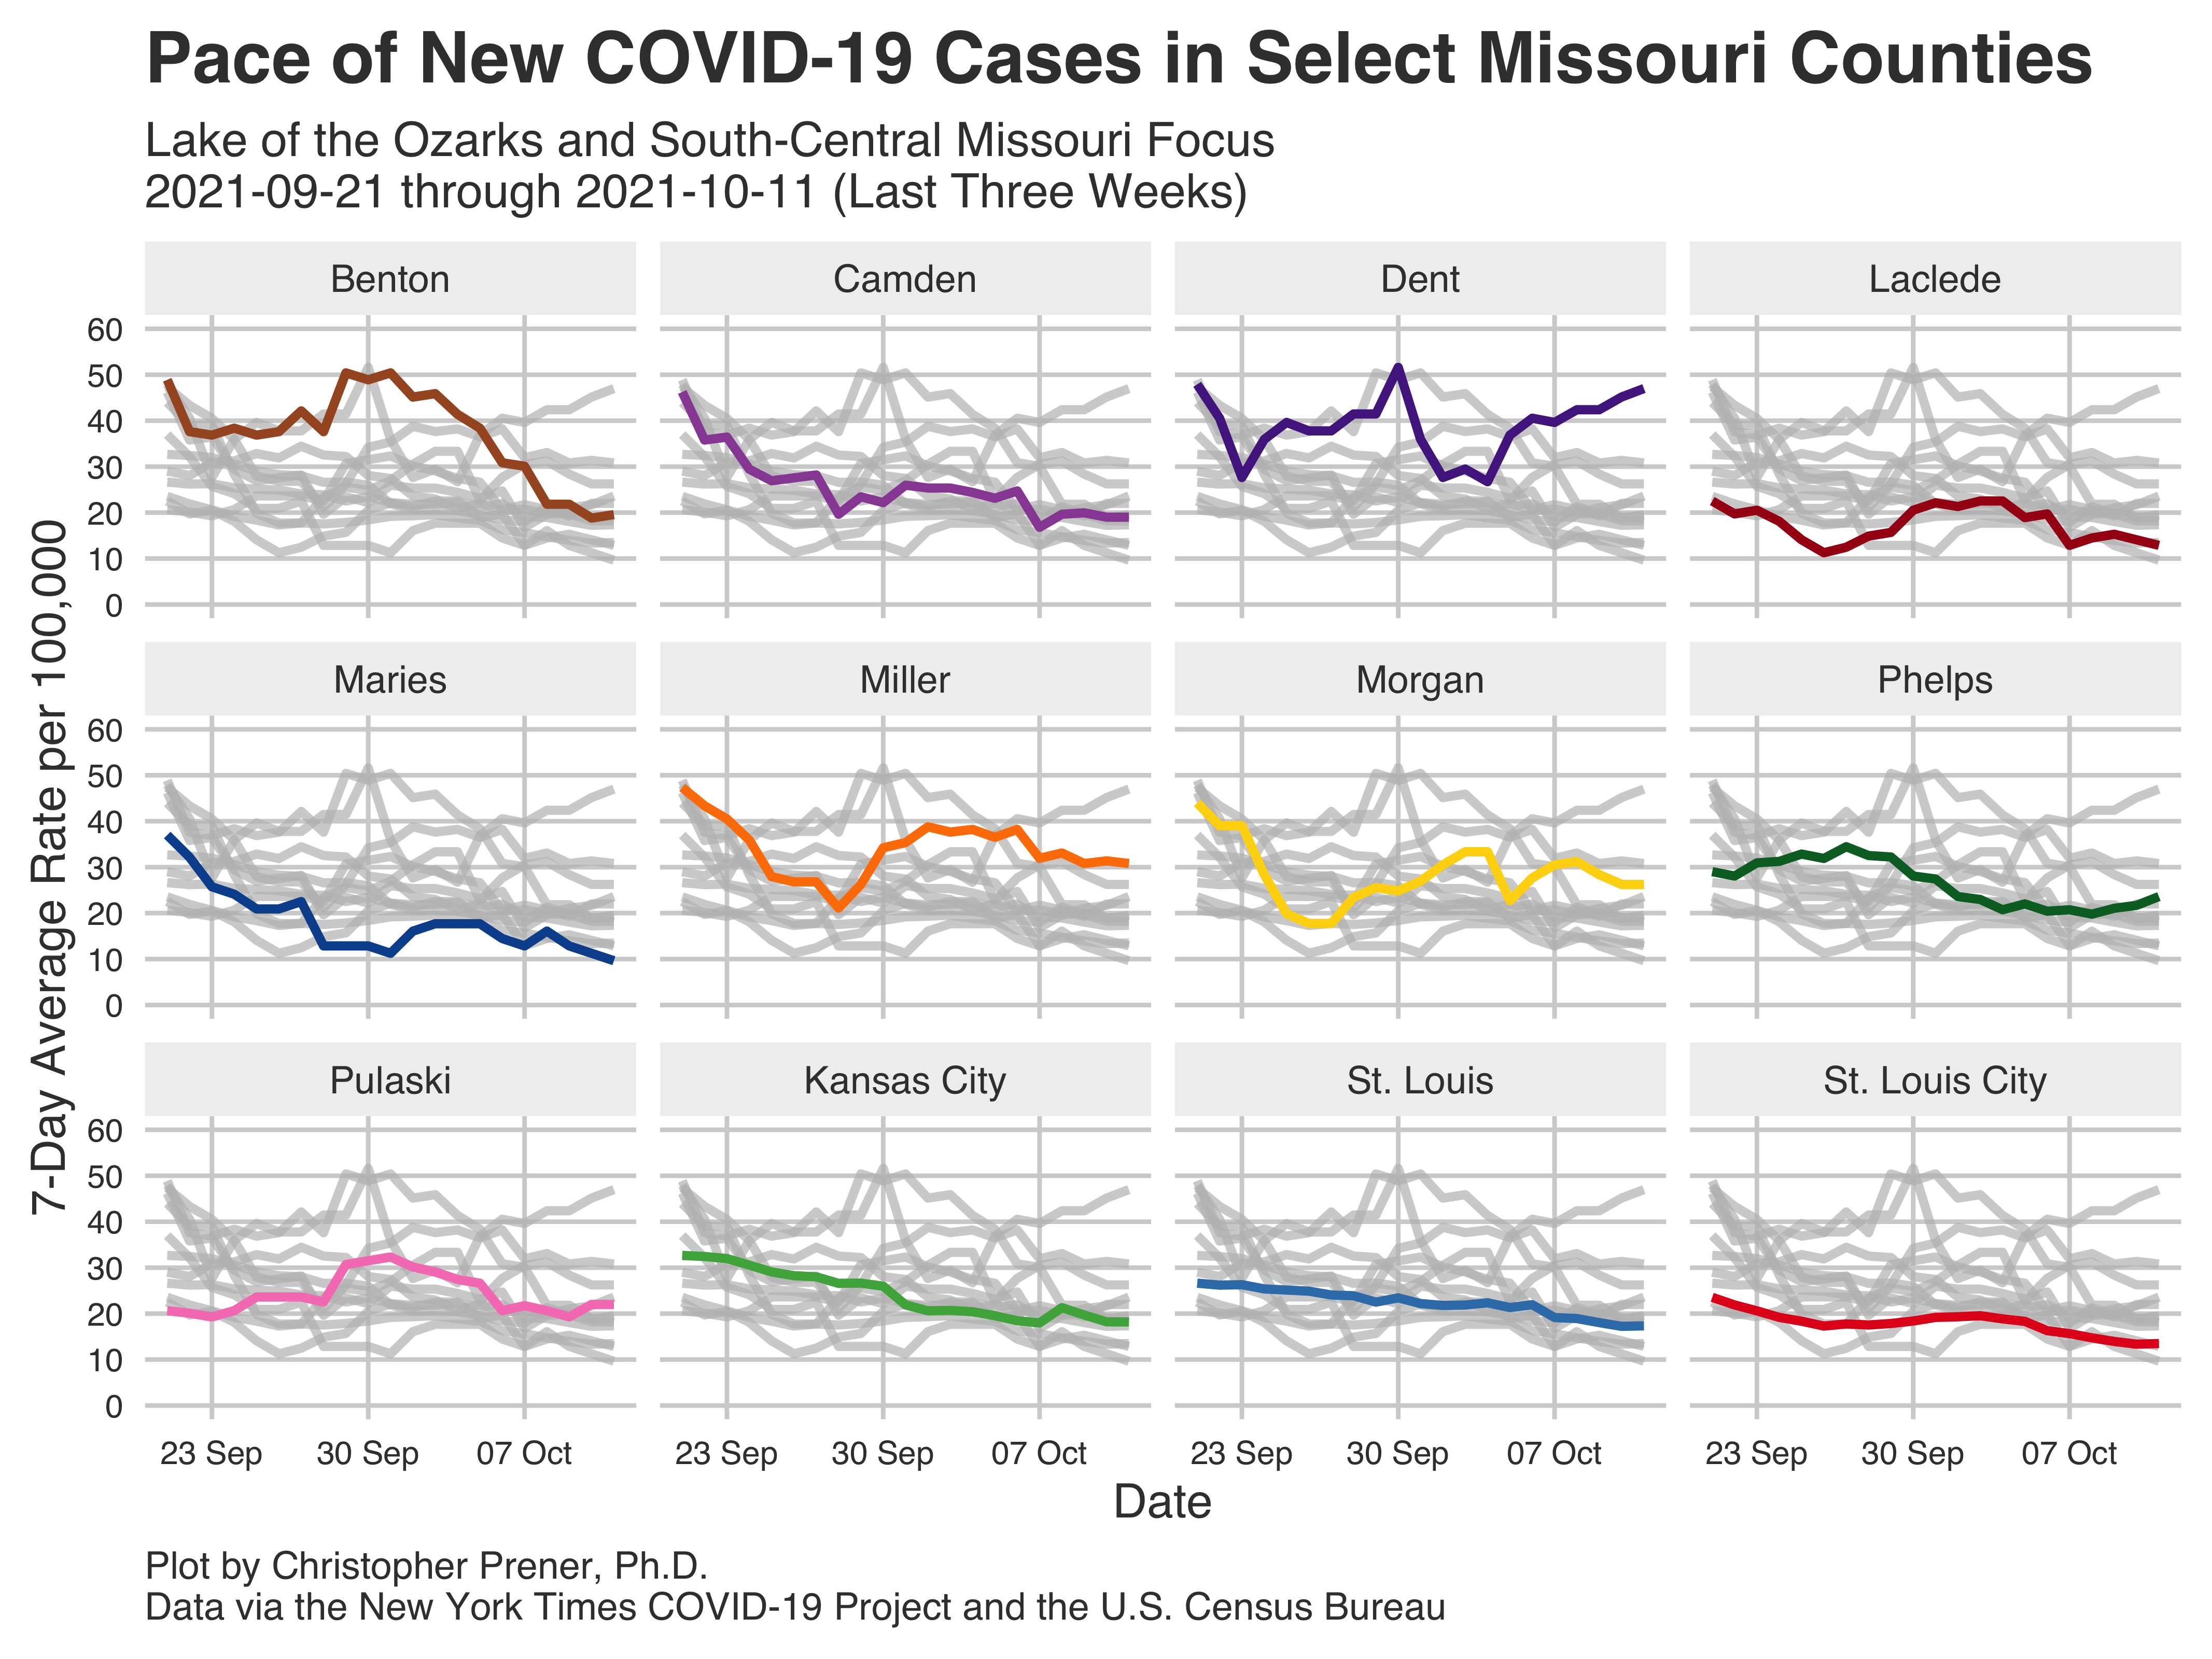 Pace of New COVID-19 Cases in Select Missouri Counties
Lake of the Ozarks and South-Central Missouri Focus
2021-09-21 through 2021-10-11 (Last Three Weeks)
7-Day Average Rate per 100,000
Benton
Camden
Dent
Laclede
60
50
40
30
20
10
0
Maries
Miller
Morgan
Phelps
60
50
40
30
20
10
0
Pulaski
Kansas City
St. Louis
St. Louis City
60
50
40
30
20
10
0
23 Sep 30 Sep 07 Oct
23 Sep 30 Sep 07 Oct
23 Sep 30 Sep 07 Oct
23 Sep 30 Sep 07 Oct
Date
Plot by Christopher Prener, Ph.D.
Data via the New York Times COVID-19 Project and the U.S. Census Bureau